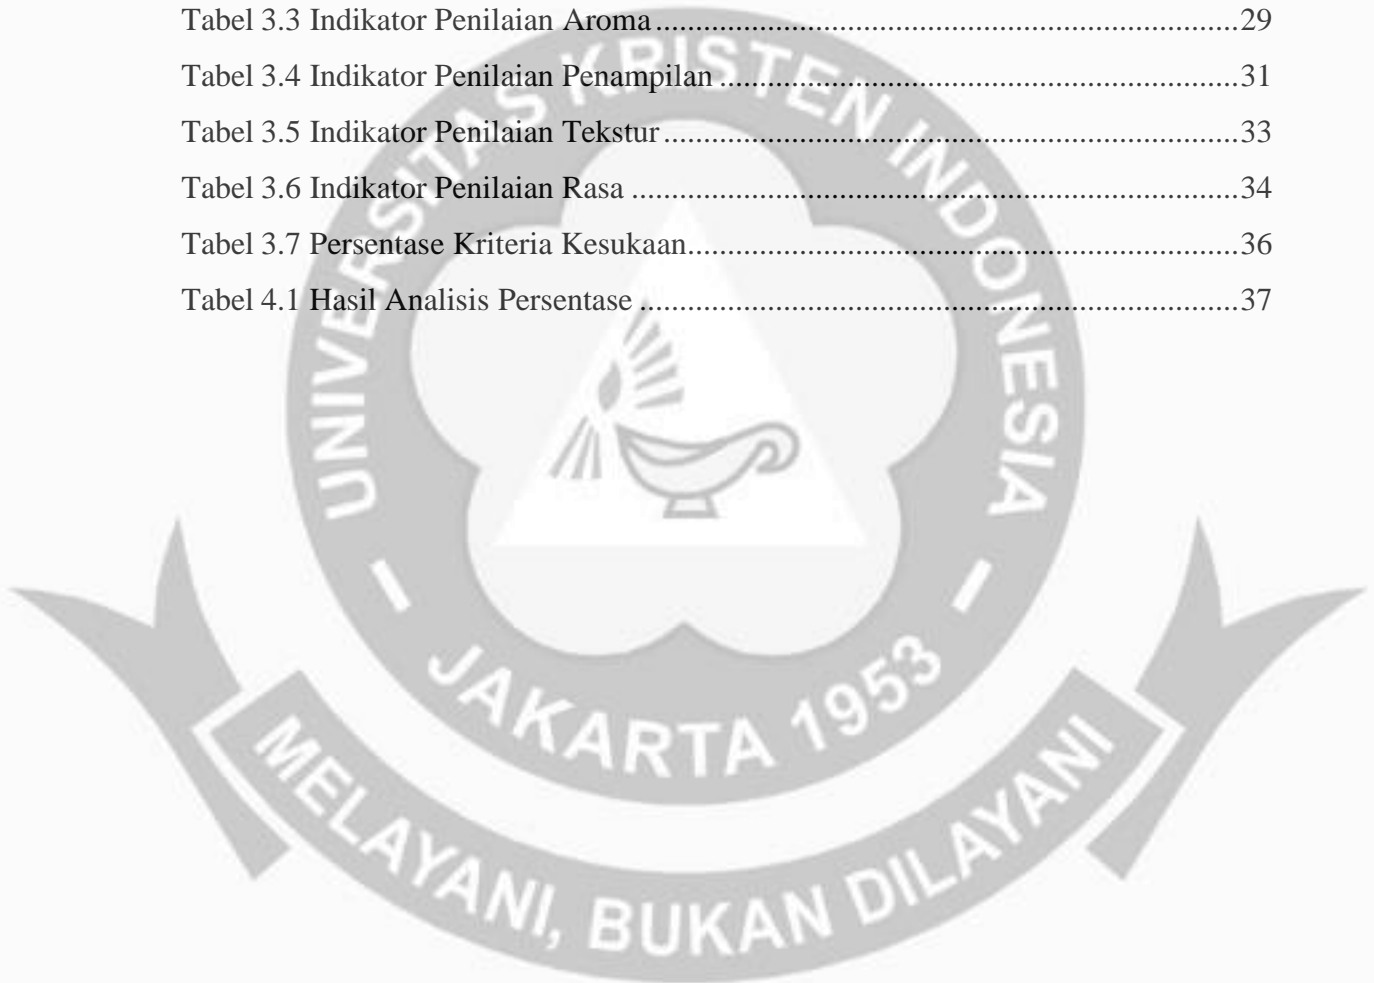 Tabel 3.3 Indikator Penilaian Aroma ........................................................................... 29
Tabel 3.4 Indikator Penilaian Penampilan .................................................................. 31
Tabel 3.5 Indikator Penilaian Tekstur ......................................................................... 33
Tabel 3.6 Indikator Penilaian Rasa ............................................................................. 34
Tabel 3.7 Persentase Kriteria Kesukaan...................................................................... 36
Tabel 4.1 Hasil Analisis Persentase ............................................................................ 37
UNIVERSITAS KRISTEN INDONESIA
- JAKARTA 1953 -
MELAYANI, BUKAN DILAYANI